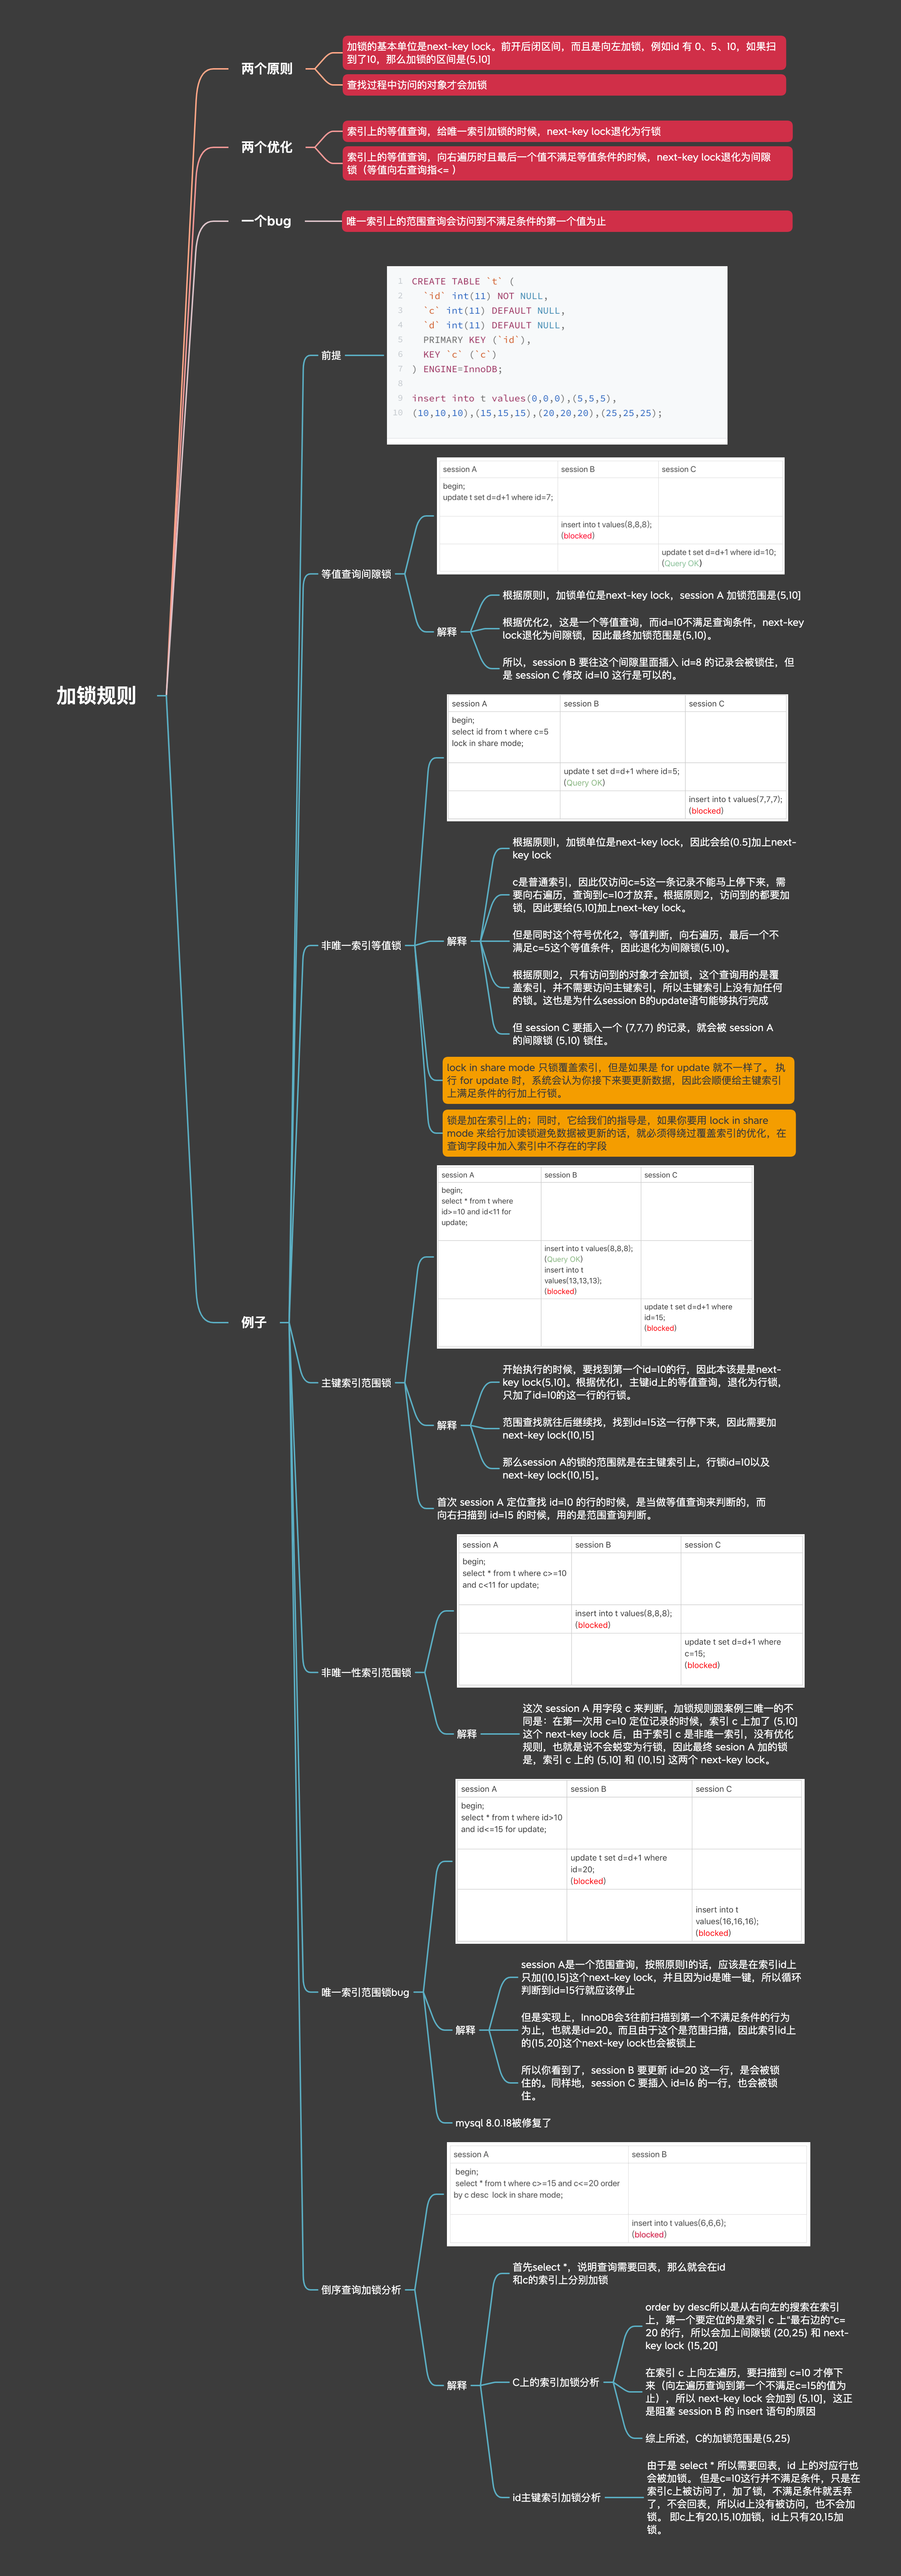 加锁规则
两个原则
加锁的基本单位是next-key lock。前开后闭区间，而且是向左加锁，例如id 有 0、5、10，如果扫
到了10，那么加锁的区间是(5,10]
查找过程中访问的对象才会加锁
两个优化
索引上的等值查询，给唯一索引加锁的时候，next-key lock退化为行锁
索引上的等值查询，向右遍历时且最后一个值不满足等值条件的时候，next-key lock退化为间隙
锁（等值向右查询指<= ）
一个bug
唯一索引上的范围查询会访问到不满足条件的第一个值为止
例子
前提
1 CREATE TABLE `t` (
2 `id` int(11) NOT NULL,
3 `c` int(11) DEFAULT NULL,
4 `d` int(11) DEFAULT NULL,
5 PRIMARY KEY (`id`),
6 KEY `c` (`c`)
7 ) ENGINE=InnoDB;
8
9 insert into t values(0,0,0),(5,5,5),
10 (10,10,10),(15,15,15),(20,20,20),(25,25,25);
等值查询间隙锁
session A session B session C
begin;
update t set d=d+1 where id=7;
insert into t values(8,8,8);
(blocked)
update t set d=d+1 where id=10;
(Query OK)
解释
根据原则1，加锁单位是next-key lock，session A 加锁范围是(5,10]
根据优化2，这是一个等值查询，而id=10不满足查询条件，next-key
lock退化为间隙锁，因此最终加锁范围是(5,10)。
所以，session B 要往这个间隙里面插入 id=8 的记录会被锁住，但
是 session C 修改 id=10 这行是可以的。
非唯一索引等值锁
session A session B session C
begin;
select id from t where c=5
lock in share mode;
update t set d=d+1 where id=5;
(Query OK)
insert into t values(7,7,7);
(blocked)
解释
根据原则1，加锁单位是next-key lock，因此会给(0.5]加上next-
key lock
c是普通索引，因此仅访问c=5这一条记录不能马上停下来，需
要向右遍历，查询到c=10才放弃。根据原则2，访问到的都要加
锁，因此要给(5,10]加上next-key lock。
但是同时这个符号优化2，等值判断，向右遍历，最后一个不
满足c=5这个等值条件，因此退化为间隙锁(5,10)。
根据原则2，只有访问到的对象才会加锁，这个查询用的是覆
盖索引，并不需要访问主键索引，所以主键索引上没有加任何
的锁。这也是为什么session B的update语句能够执行完成
但 session C 要插入一个 (7,7,7) 的记录，就会被 session A
的间隙锁 (5,10) 锁住。
lock in share mode 只锁覆盖索引，但是如果是 for update 就不一样了。 执
行 for update 时，系统会认为你接下来要更新数据，因此会顺便给主键索引
上满足条件的行加上行锁。
锁是加在索引上的；同时，它给我们的指导是，如果你要用 lock in share
mode 来给行加读锁避免数据被更新的话，就必须得绕过覆盖索引的优化，在
查询字段中加入索引中不存在的字段
主键索引范围锁
session A session B session C
begin;
select * from t where
id>=10 and id<11 for
update;
insert into t values(8,8,8);
(Query OK)
insert into t
values(13,13,13);
(blocked)
update t set d=d+1 where
id=15;
(blocked)
解释
开始执行的时候，要找到第一个id=10的行，因此本该是是next-
key lock(5,10]。根据优化1，主键id上的等值查询，退化为行锁，
只加了id=10的这一行的行锁。
范围查找就往后继续找，找到id=15这一行停下来，因此需要加
next-key lock(10,15]
那么session A的锁的范围就是在主键索引上，行锁id=10以及
next-key lock(10,15]。
首次 session A 定位查找 id=10 的行的时候，是当做等值查询来判断的，而
向右扫描到 id=15 的时候，用的是范围查询判断。
非唯一性索引范围锁
session A session B session C
begin;
select * from t where c>=10
and c<11 for update;
insert into t values(8,8,8);
(blocked)
update t set d=d+1 where
c=15;
(blocked)
解释
这次 session A 用字段 c 来判断，加锁规则跟案例三唯一的不
同是：在第一次用 c=10 定位记录的时候，索引 c 上加了 (5,10]
这个 next-key lock 后，由于索引 c 是非唯一索引，没有优化
规则，也就是说不会蜕变为行锁，因此最终 sesion A 加的锁
是，索引 c 上的 (5,10] 和 (10,15] 这两个 next-key lock。
唯一索引范围锁bug
session A session B session C
begin;
select * from t where id>10
and id<=15 for update;
update t set d=d+1 where
id=20;
(blocked)
insert into t
values(16,16,16);
(blocked)
解释
session A是一个范围查询，按照原则1的话，应该是在索引id上
只加(10,15]这个next-key lock，并且因为id是唯一键，所以循环
判断到id=15行就应该停止
但是实现上，InnoDB会3往前扫描到第一个不满足条件的行为
为止，也就是id=20。而且由于这个是范围扫描，因此索引id上
的(15,20]这个next-key lock也会被锁上
所以你看到了，session B 要更新 id=20 这一行，是会被锁
住的。同样地，session C 要插入 id=16 的一行，也会被锁
住。
mysql 8.0.18被修复了
倒序查询加锁分析
session A session B
begin;
select * from t where c>=15 and c<=20 order
by c desc lock in share mode;
insert into t values(6,6,6);
(blocked)
解释
首先select *，说明查询需要回表，那么就会在id
和c的索引上分别加锁
C上的索引加锁分析
order by desc所以是从右向左的搜索在索引
上，第一个要定位的是索引 c 上"最右边的"c=
20 的行，所以会加上间隙锁 (20,25) 和 next-
key lock (15,20]
在索引 c 上向左遍历，要扫描到 c=10 才停下
来（向左遍历查询到第一个不满足c=15的值为
止），所以 next-key lock 会加到 (5,10]，这正
是阻塞 session B 的 insert 语句的原因
综上所述，C的加锁范围是(5,25)
id主键索引加锁分析
由于是 select * 所以需要回表，id 上的对应行也
会被加锁。 但是c=10这行并不满足条件，只是在
索引c上被访问了，加了锁，不满足条件就丢弃
了，不会回表，所以id上没有被访问，也不会加
锁。 即c上有20,15,10加锁，id上只有20,15加
锁。